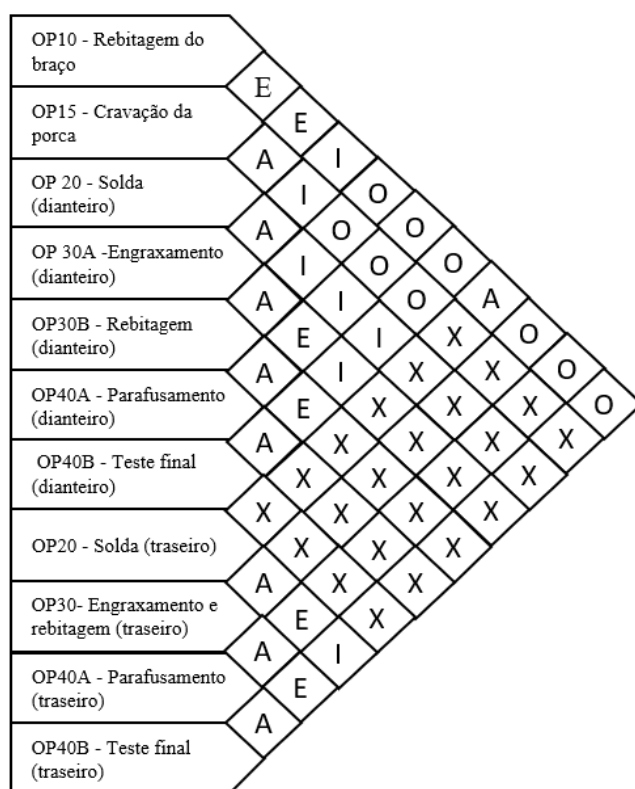 OP10 - Rebitagem do
braço
OP15 - Cravação da
porca
OP 20 - Solda
(dianteiro)
OP 30A -Engraxamento
(dianteiro)
OP30B - Rebitagem
(dianteiro)
OP40A - Parafusamento
(dianteiro)
OP40B - Teste final
(dianteiro)
OP20 - Solda (traseiro)
OP30- Engraxamento e
rebitagem (traseiro)
OP40A - Parafusamento
(traseiro)
OP40B - Teste final
(traseiro)
E
E
A I
I O
A O O
I O O
A I O A
E I X O
A I X X O
E X X X O
A X X X X
X X X X
X X X X
X X X
A X X
E X
A I
E
A